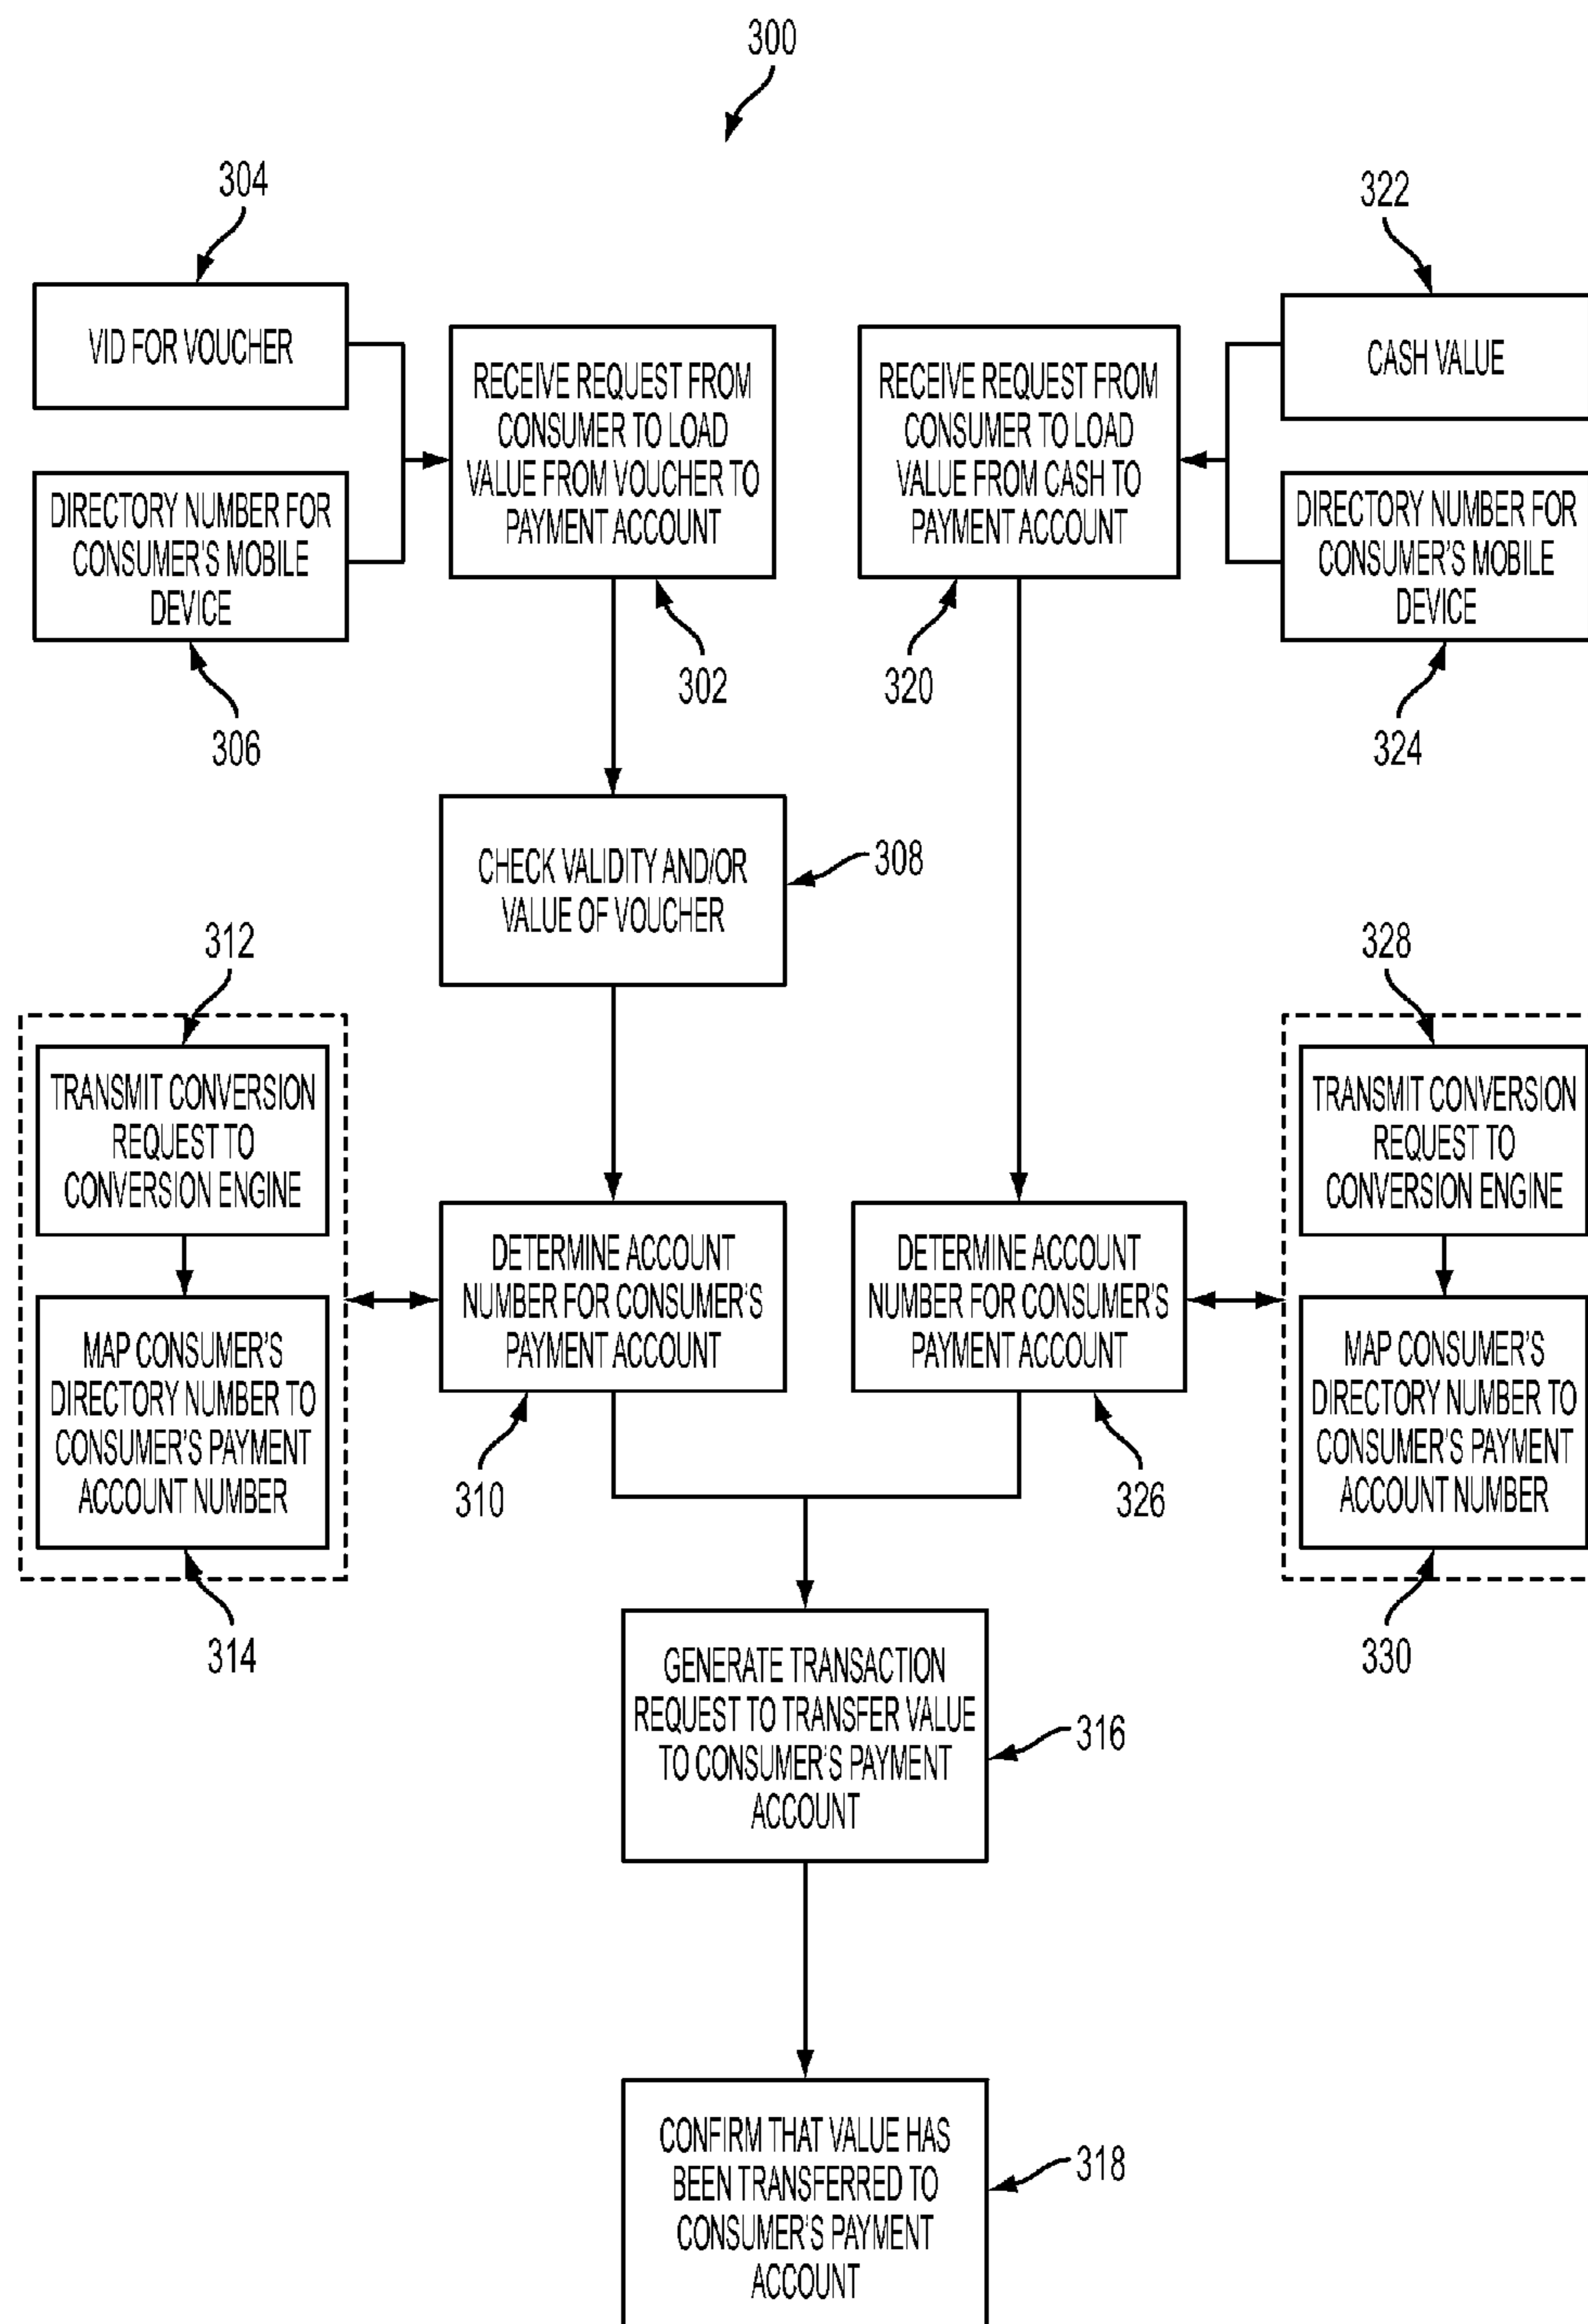 300
304
322
VID FOR VOUCHER
RECEIVE REQUEST FROM
CONSUMER TO LOAD
VALUE FROM VOUCHER TO
PAYMENT ACCOUNT
RECEIVE REQUEST FROM
CONSUMER TO LOAD
VALUE FROM CASH TO
PAYMENT ACCOUNT
CASH VALUE
DIRECTORY NUMBER FOR
CONSUMER'S MOBILE
DEVICE
DIRECTORY NUMBER FOR
CONSUMER'S MOBILE
DEVICE
302
320
306
324
CHECK VALIDITY AND/OR
VALUE OF VOUCHER
308
312
328
TRANSMIT CONVERSION
REQUEST TO
CONVERSION ENGINE
TRANSMIT CONVERSION
REQUEST TO
CONVERSION ENGINE
DETERMINE ACCOUNT
NUMBER FOR CONSUMER'S
PAYMENT ACCOUNT
DETERMINE ACCOUNT
NUMBER FOR CONSUMER'S
PAYMENT ACCOUNT
MAP CONSUMER'S
DIRECTORY NUMBER TO
CONSUMER'S PAYMENT
ACCOUNT NUMBER
MAP CONSUMER'S
DIRECTORY NUMBER TO
CONSUMER'S PAYMENT
ACCOUNT NUMBER
310
326
314
330
GENERATE TRANSACTION
REQUEST TO TRANSFER VALUE
TO CONSUMER'S PAYMENT
ACCOUNT
316
CONFIRM THAT VALUE HAS
BEEN TRANSFERRED TO
CONSUMER'S PAYMENT
ACCOUNT
318